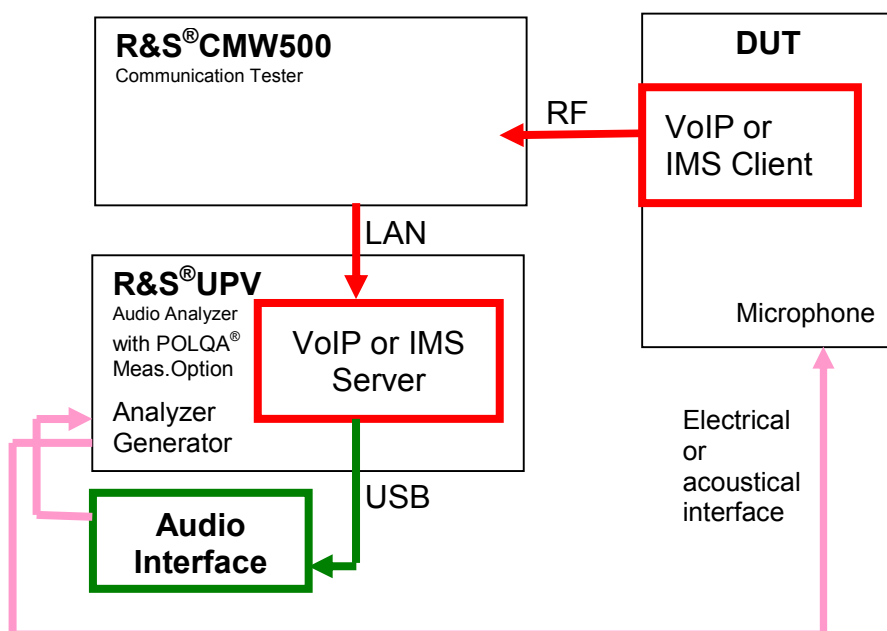 R&S®CMW500
Communication Tester
DUT
RF
VoIP or
IMS Client
LAN
R&S®UPV
Audio Analyzer
with POLQA®
Meas.Option
VoIP or IMS
Server
Microphone
Analyzer
Generator
Electrical
or
acoustical
interface
USB
Audio
Interface